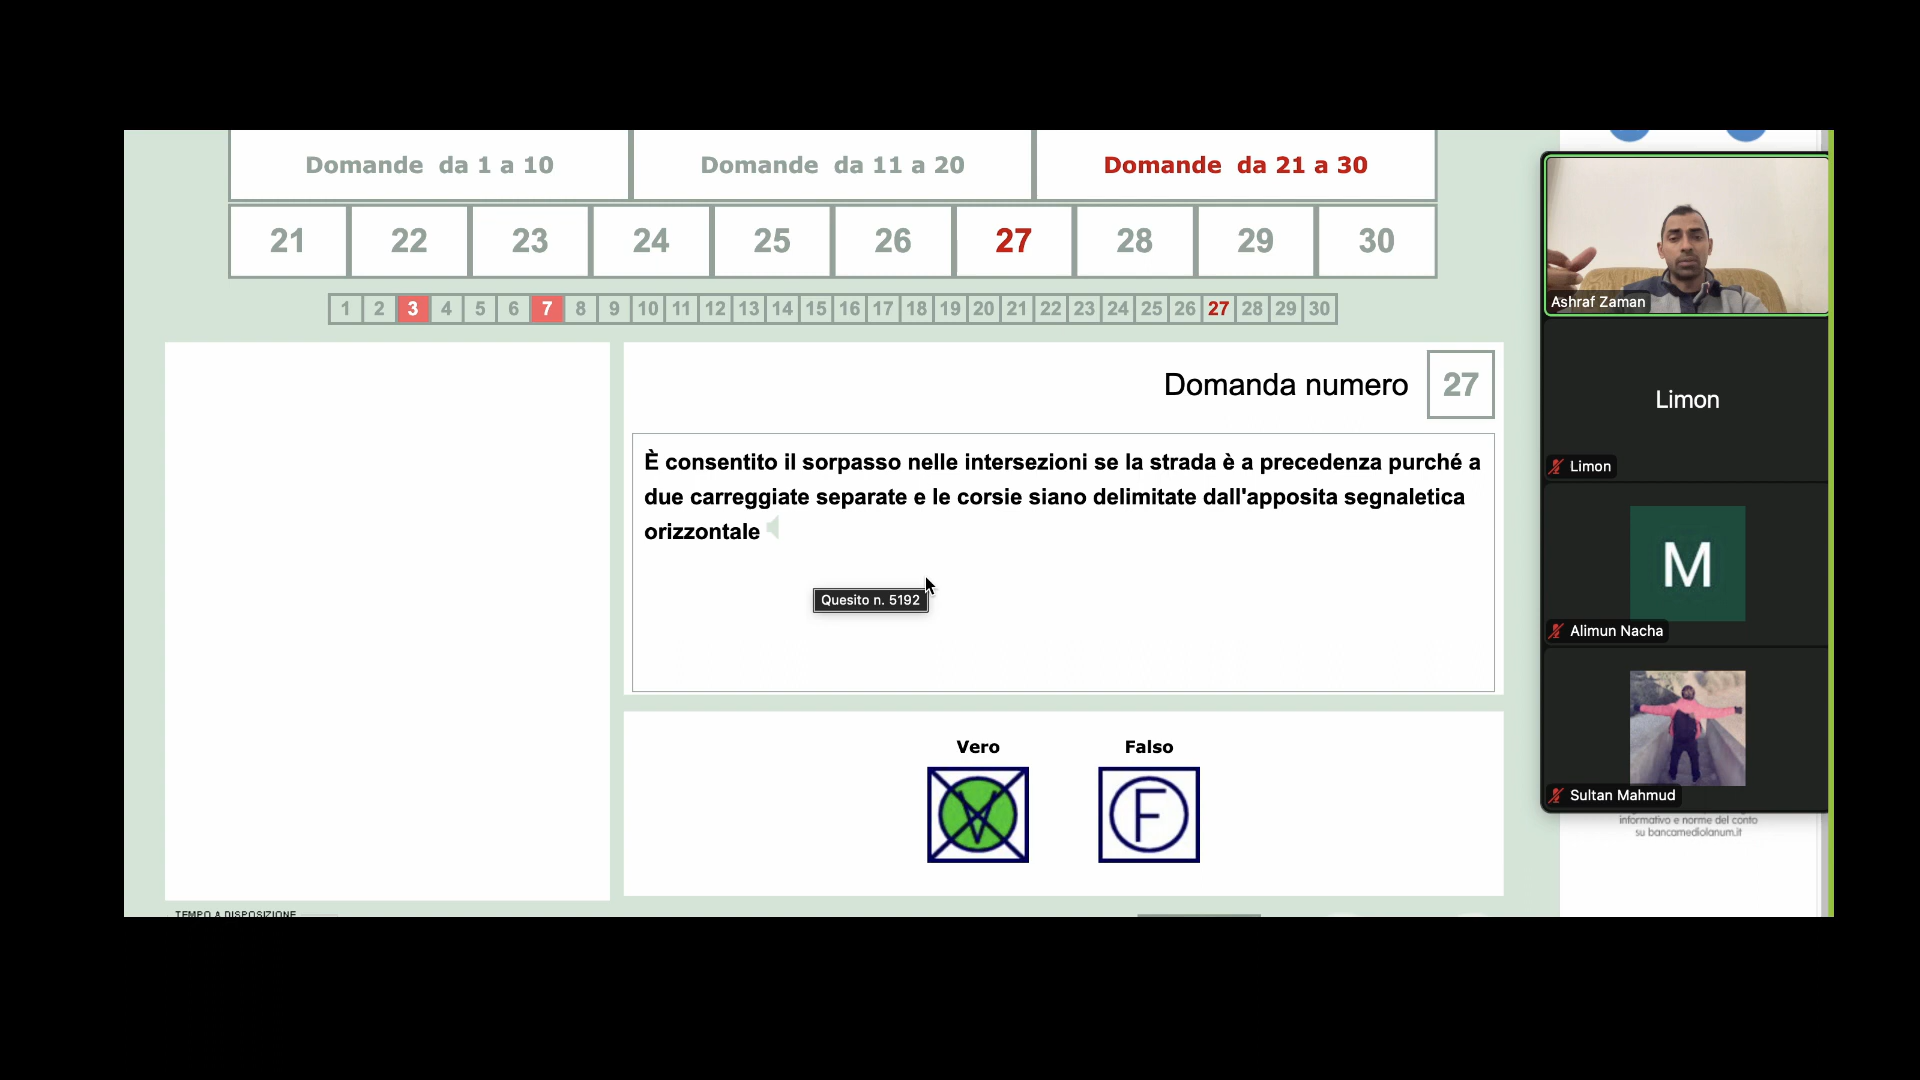 Domande da 1 a 10
Domande da 11 a 20
Domande da 21 a 30
21 22 23 24 25 26 27 28 29 30
1 2 3 4 5 6 7 8 9 10 11 12 13 14 15 16 17 18 19 20 21 22 23 24 25 26 27 28 29 30
Domanda numero 27
È consentito il sorpasso nelle intersezioni se la strada è a precedenza purché a
due carreggiate separate e le corsie siano delimitate dall'apposita segnaletica
orizzontale
Quesito n. 5192
Vero
Falso
V
F
TEMPO A DISPOSIZIONE
Ashraf Zaman
Limon
Limon
M
Alimun Nacha
Sultan Mahmud
informativo e norme del conto
su bancamediolanum.it